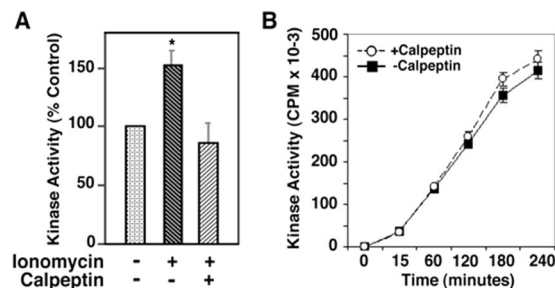 A
Kinase Activity (% Control)
150
100
50
0
*
Ionomycin - + +
Calpeptin - - +
B
Kinase Activity (CPM x 10-3)
500
400
300
200
100
0
+Calpeptin
-Calpeptin
0 15 60 120 180 240
Time (minutes)